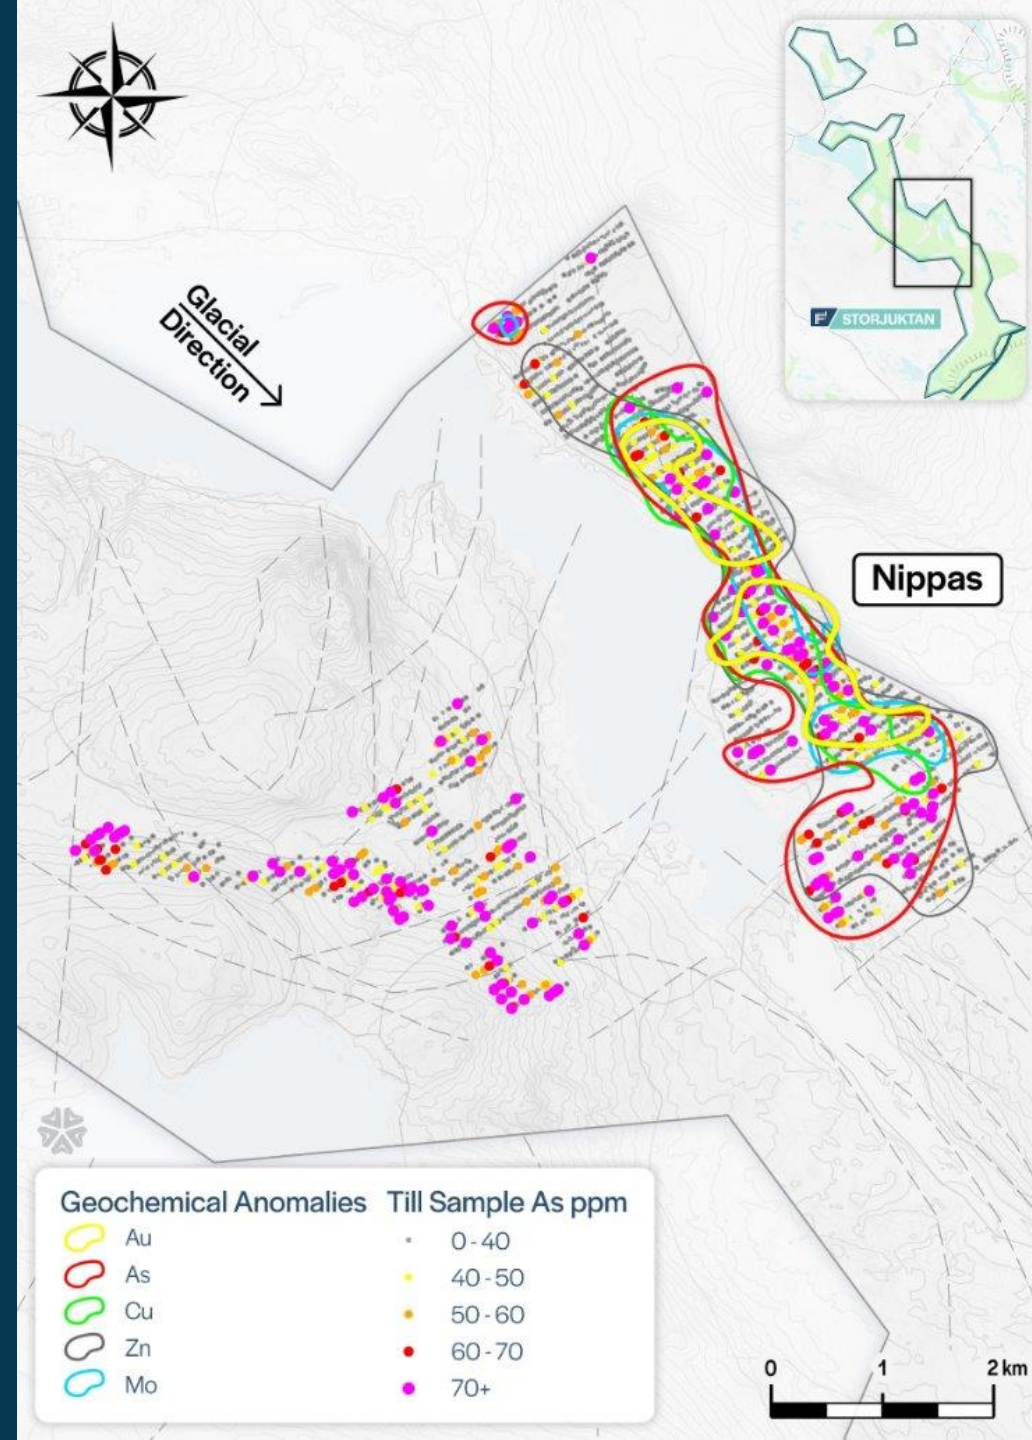 Glacial
Direction
F
STORJUKTAN
Nippas
Geochemical Anomalies
Au
As
Cu
Zn
Mo
Till Sample As ppm
0-40
40-50
50-60
60-70
70+
0 1 2 km